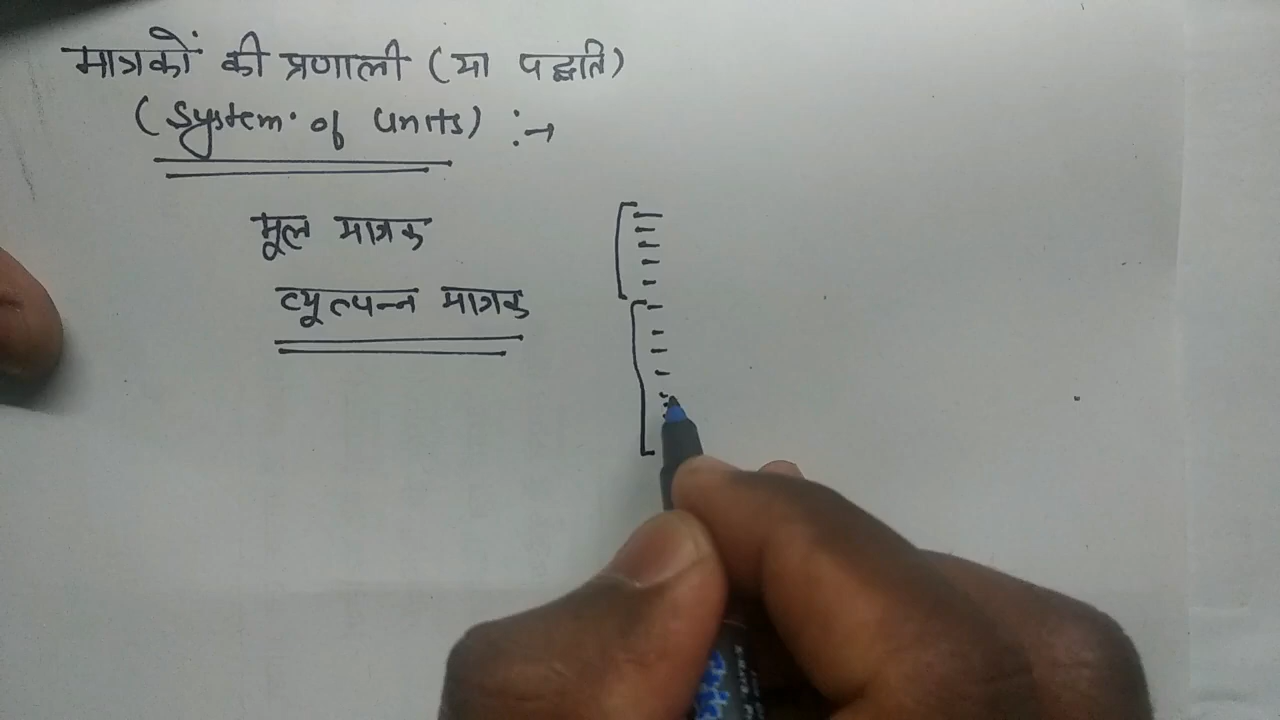 मात्रकों की प्रणाली (या पद्धति)
(System of units) :→
मूल मात्रक
व्यूत्पन्न मात्रक